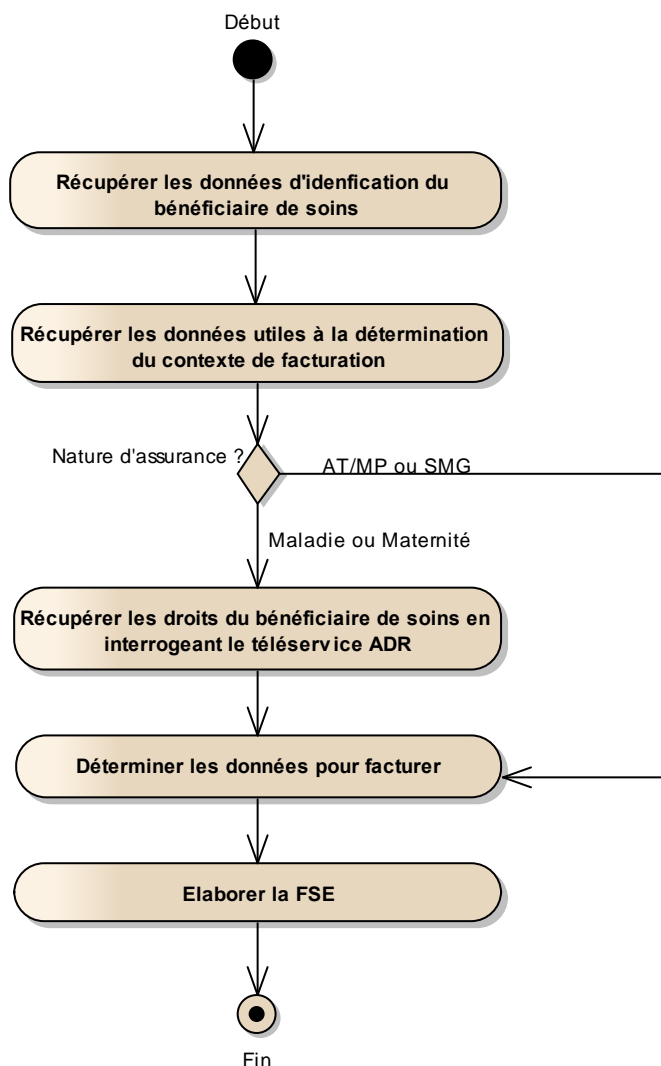 Début
Récupérer les données d'idenfication du
bénéficiaire de soins
Récupérer les données utiles à la détermination
du contexte de facturation
Nature d'assurance ?
AT/MP ou SMG
Maladie ou Maternité
Récupérer les droits du bénéficiaire de soins en
interrogeant le téléservice ADR
Déterminer les données pour facturer
Elaborer la FSE
Fin